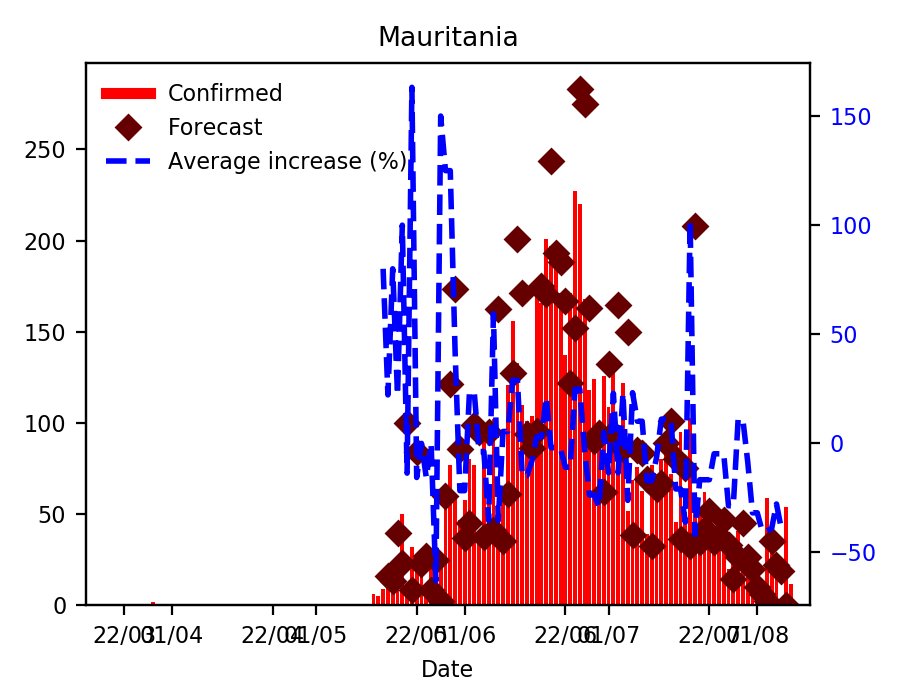 Mauritania
Confirmed
Forecast
Average increase (%)
250
200
150
100
50
0
150
100
50
0
−50
22/03 01/04 22/04 01/05 22/05 01/06 22/06 01/07 22/07 01/08
Date